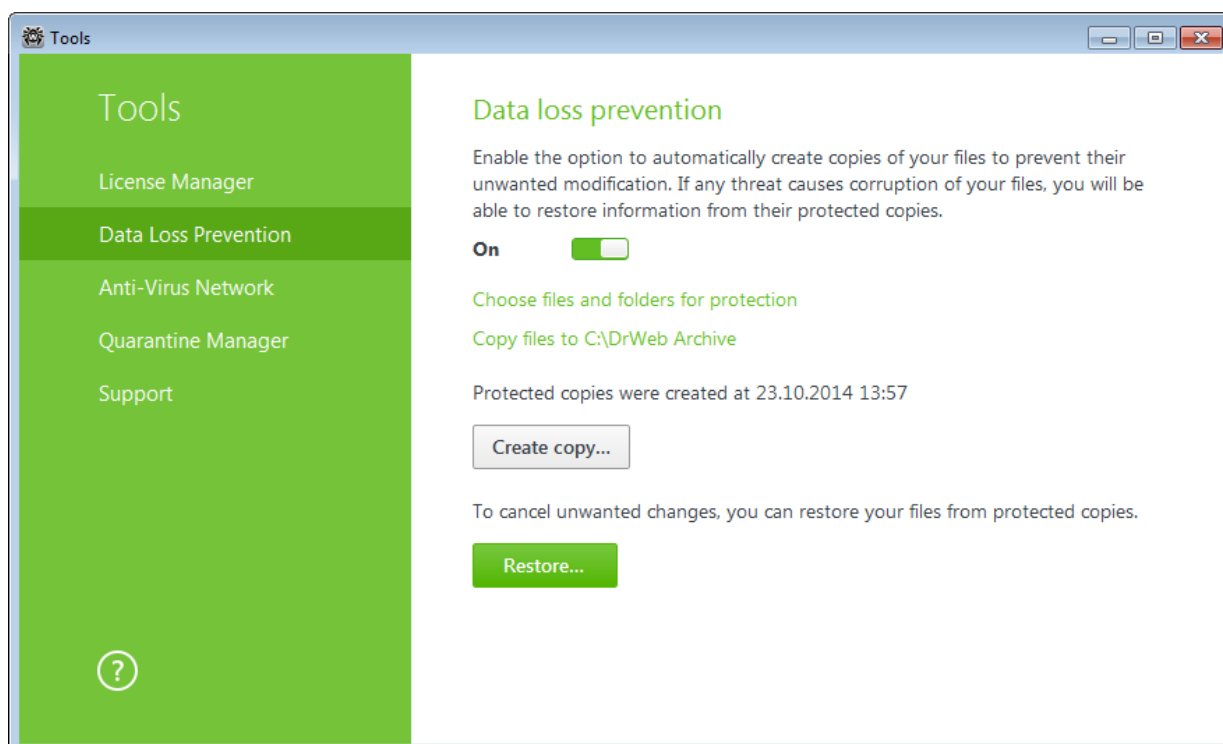 Tools
Tools
License Manager
Data Loss Prevention
Anti-Virus Network
Quarantine Manager
Support
?
Data loss prevention
Enable the option to automatically create copies of your files to prevent their
unwanted modification. If any threat causes corruption of your files, you will be
able to restore information from their protected copies.
On
Choose files and folders for protection
Copy files to C:\DrWeb Archive
Protected copies were created at 23.10.2014 13:57
Create copy...
To cancel unwanted changes, you can restore your files from protected copies.
Restore...